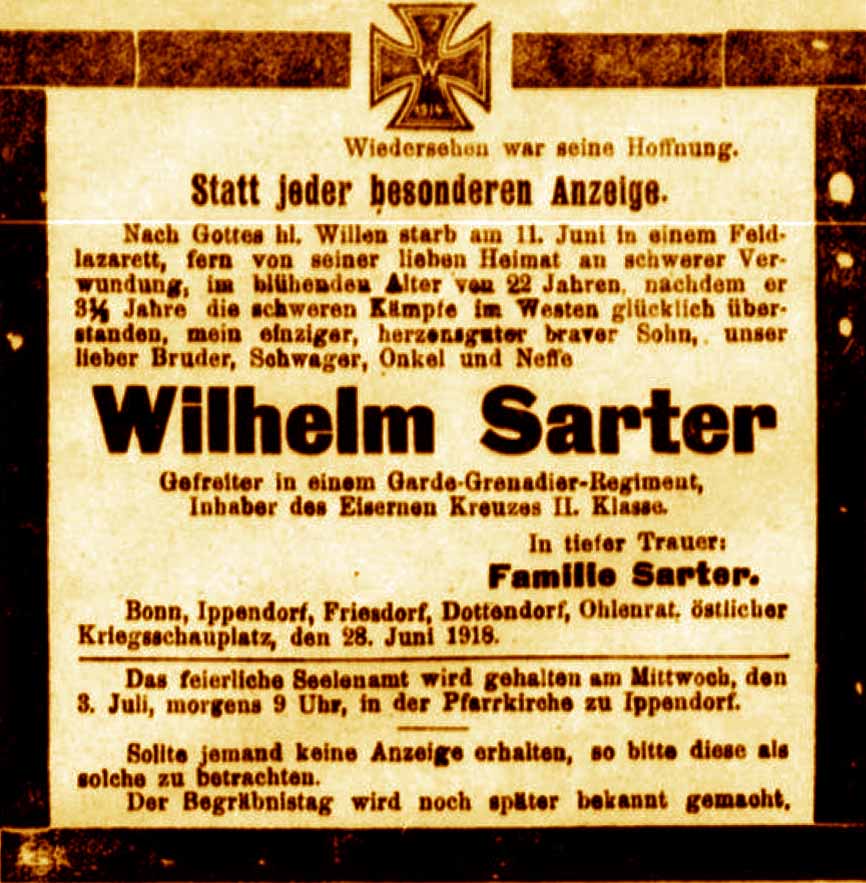 W
1914
Wiedersehen war seine Hoffnung.
Statt jeder besonderen Anzeige.
Nach Gottes hl. Willen starb am 11. Juni in einem Feld-
lazarett, fern von seiner lieben Heimat an schwerer Ver-
wundung, im blühenden Alter von 22 Jahren, nachdem er
3½ Jahre die schweren Kämpfe im Westen glücklich über-
standen, mein einziger, herzensguter braver Sohn, unser
lieber Bruder, Schwager, Onkel und Neffe
Wilhelm Sarter
Gefreiter in einem Garde-Grenadier-Regiment,
Inhaber des Eisernen Kreuzes II. Klasse.
In tiefer Trauer:
Familie Sarter.
Bonn, Ippendorf, Friesdorf, Dottendorf, Ohlenrat, östlicher
Kriegsschauplatz, den 28. Juni 1918.
Das feierliche Seelenamt wird gehalten am Mittwoch, den
3. Juli, morgens 9 Uhr, in der Pfarrkirche zu Ippendorf.
Sollte jemand keine Anzeige erhalten, so bitte diese als
solche zu betrachten.
Der Begräbnistag wird noch später bekannt gemacht.